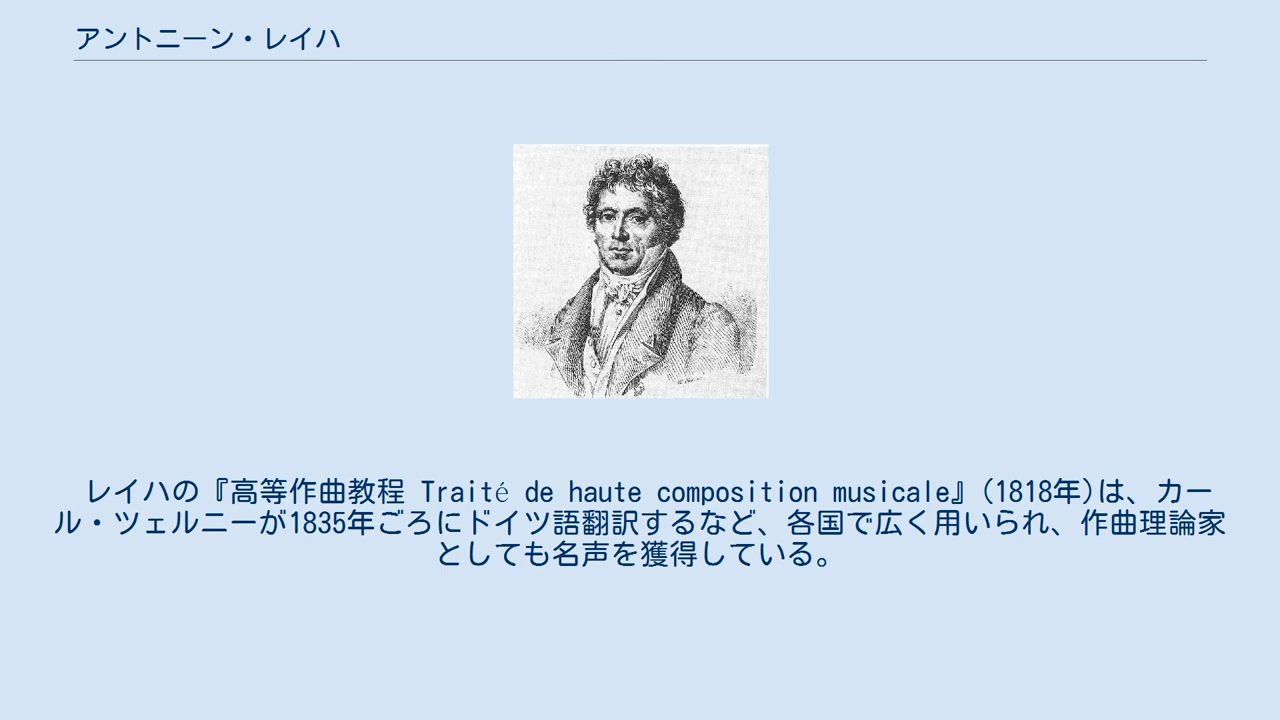 アントニーン・レイハ
レイハの『高等作曲教程 Traité de haute composition musicale』(1818年)は、カー
ル・ツェルニーが1835年ごろにドイツ語翻訳するなど、各国で広く用いられ、作曲理論家
としても名声を獲得している。